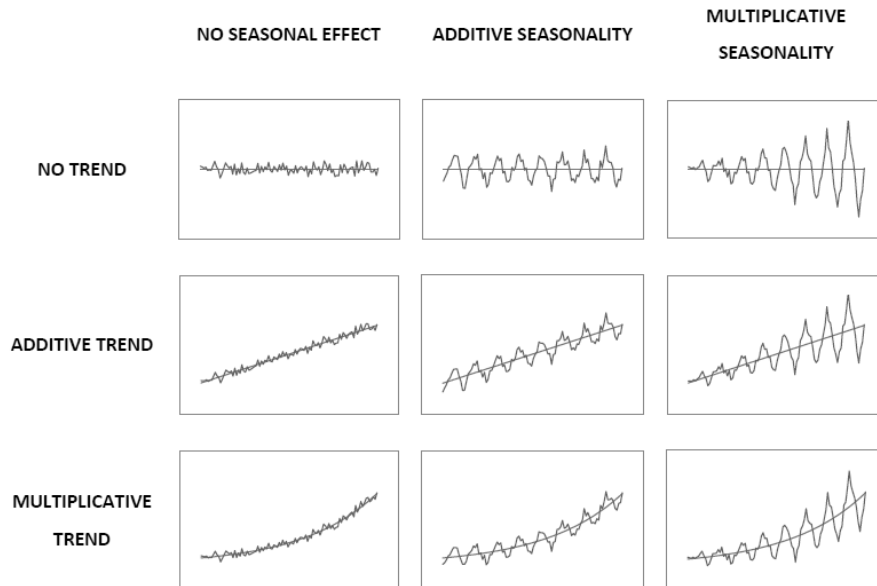 NO SEASONAL EFFECT
ADDITIVE SEASONALITY
MULTIPLICATIVE
SEASONALITY
NO TREND
ADDITIVE TREND
MULTIPLICATIVE
TREND